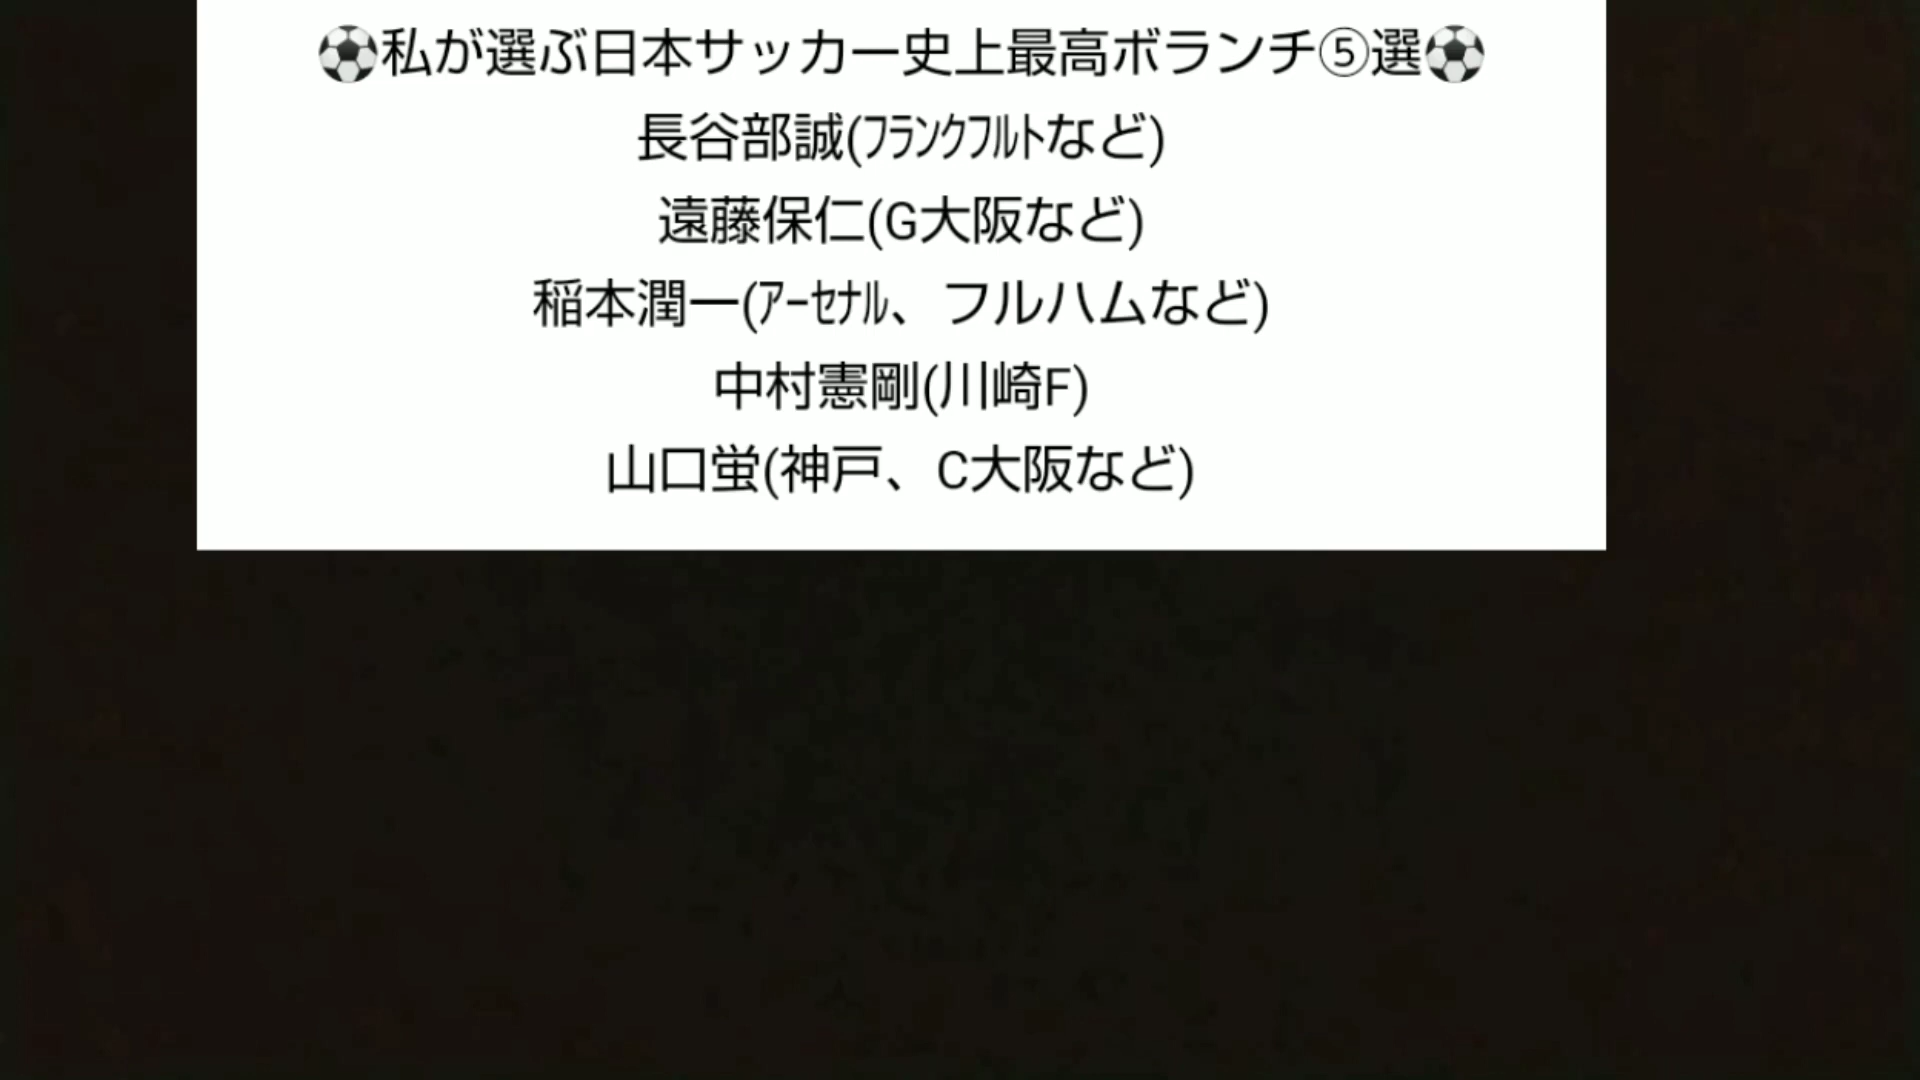 ⚽私が選ぶ日本サッカー史上最高ボランチ⑤選⚽
長谷部誠(ﾌﾗﾝｸﾌﾙﾄなど)
遠藤保仁(G大阪など)
稲本潤一(ｱｰｾﾅﾙ、フルハムなど)
中村憲剛(川崎F)
山口蛍(神戸、C大阪など)